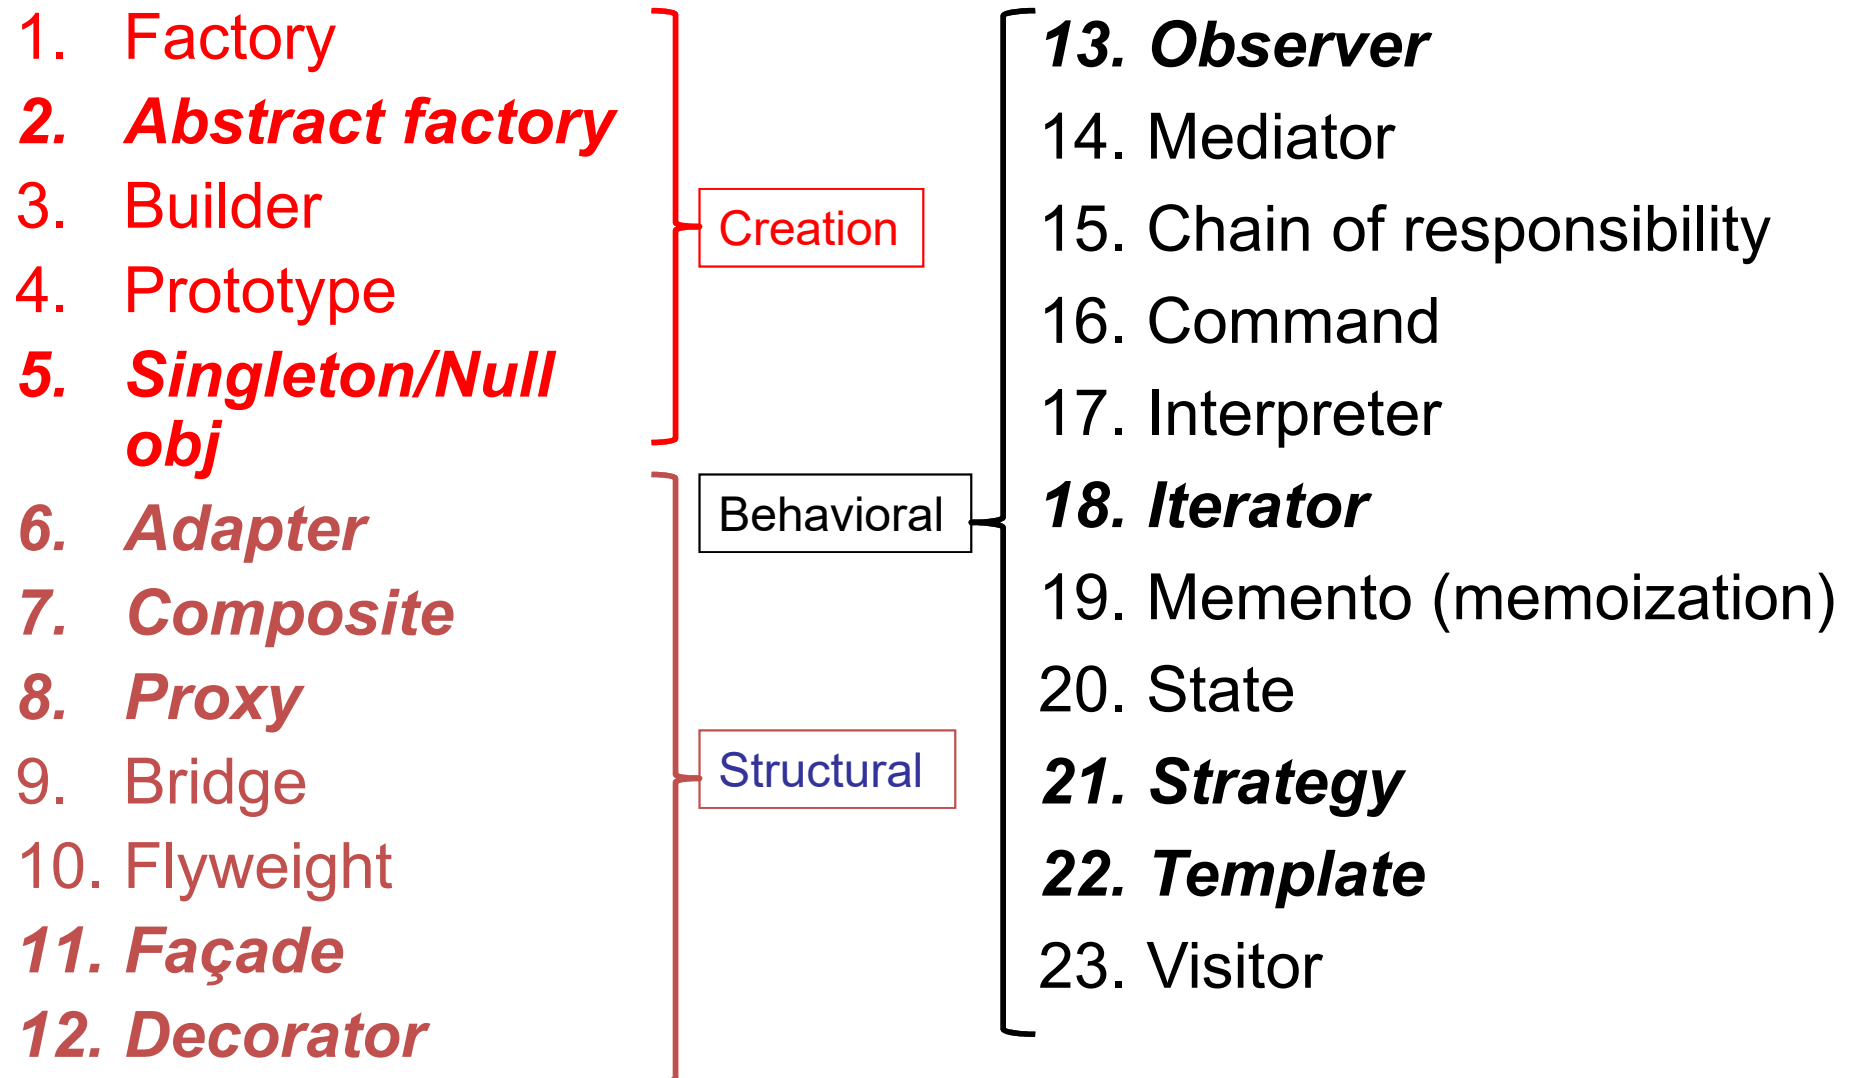 1. Factory
2. Abstract factory
3. Builder
4. Prototype
5. Singleton/Null
obj
6. Adapter
7. Composite
8. Proxy
9. Bridge
10. Flyweight
11. Façade
12. Decorator
Creation
Behavioral
Structural
13. Observer
14. Mediator
15. Chain of responsibility
16. Command
17. Interpreter
18. Iterator
19. Memento (memoization)
20. State
21. Strategy
22. Template
23. Visitor